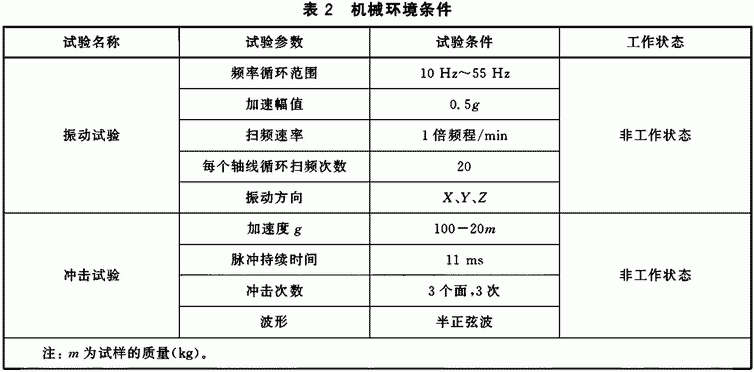 表 2 机械环境条件
试验名称 试验参数 试验条件 工作状态
振动试验 频率循环范围 10 Hz～55 Hz 非工作状态
加速幅值 0.5g
扫频速率 1倍频程/min
每个轴线循环扫频次数 20
振动方向 X、Y、Z
冲击试验 加速度 g 100－20m 非工作状态
脉冲持续时间 11 ms
冲击次数 3个面,3次
波形 半正弦波
注: m 为试样的质量(kg)。